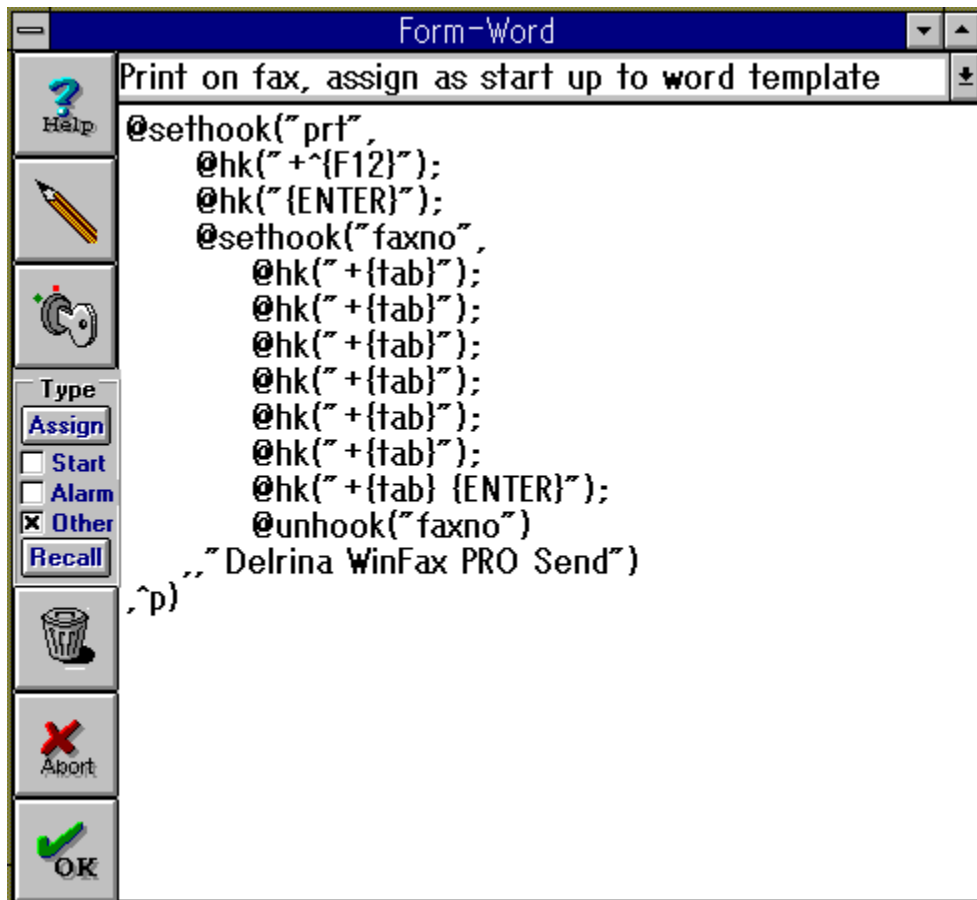 Form-Word
Print on fax, assign as start up to word template
Help
@sethook("prt",
@hk("+^{F12}");
@hk("{ENTER}");
@sethook("faxno",
@hk("+{tab}");
@hk("+{tab}");
@hk("+{tab}");
@hk("+{tab}");
@hk("+{tab}");
@hk("+{tab}");
@hk("+{tab} {ENTER}");
@unhook("faxno")
,,"Delrina WinFax PRO Send")
,^p)
Type
Assign
Start
Alarm
Other
Recall
Abort
OK